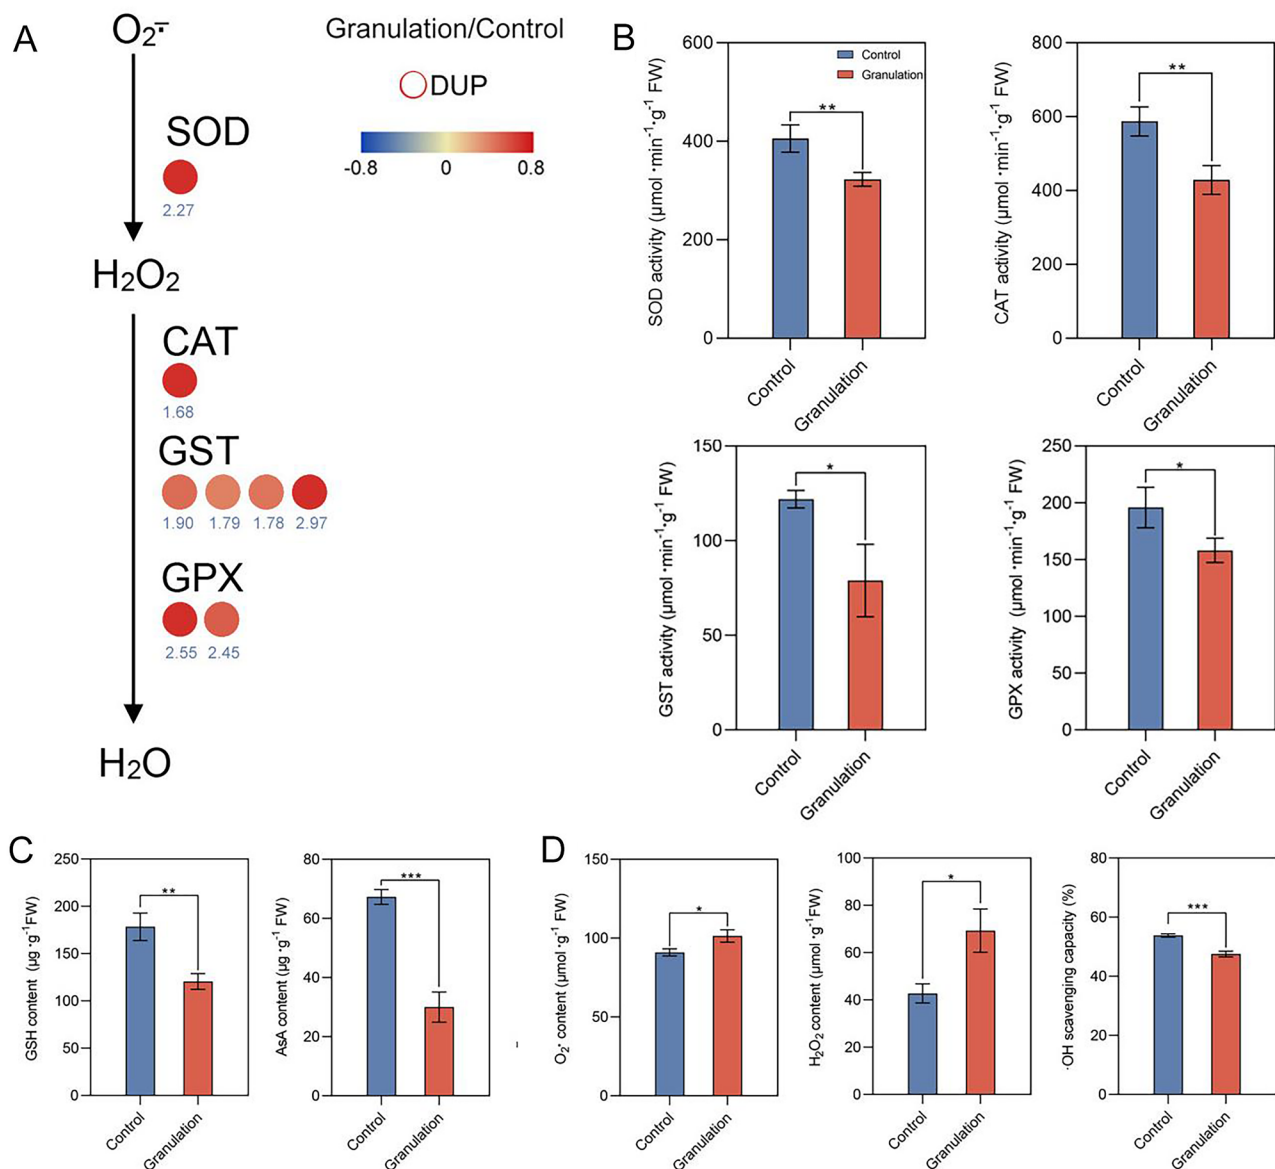 A
O₂•⁻
Granulation/Control
DUP
-0.8 0 0.8
SOD
2.27
H₂O₂
CAT
1.68
GST
1.90 1.79 1.78 2.97
GPX
2.55 2.45
H₂O
B
SOD activity (μmol·min⁻¹·g⁻¹ FW)
600
400
200
0
Control
Granulation
**
Control
Granulation
CAT activity (μmol·min⁻¹·g⁻¹ FW)
800
600
400
200
0
**
Control
Granulation
GST activity (μmol·min⁻¹·g⁻¹ FW)
150
100
50
0
*
Control
Granulation
GPX activity (μmol·min⁻¹·g⁻¹ FW)
250
200
150
100
50
0
*
Control
Granulation
C
GSH content (μg·g⁻¹FW)
250
200
150
100
50
0
**
Control
Granulation
AsA content (μg·g⁻¹ FW)
80
60
40
20
0
***
Control
Granulation
D
O₂• content (μmol·g¹ FW)
150
100
50
0
*
Control
Granulation
H₂O₂ content (μmol·g⁻¹FW)
100
80
60
40
20
0
*
Control
Granulation
·OH scavenging capacity (%)
80
60
40
20
0
***
Control
Granulation